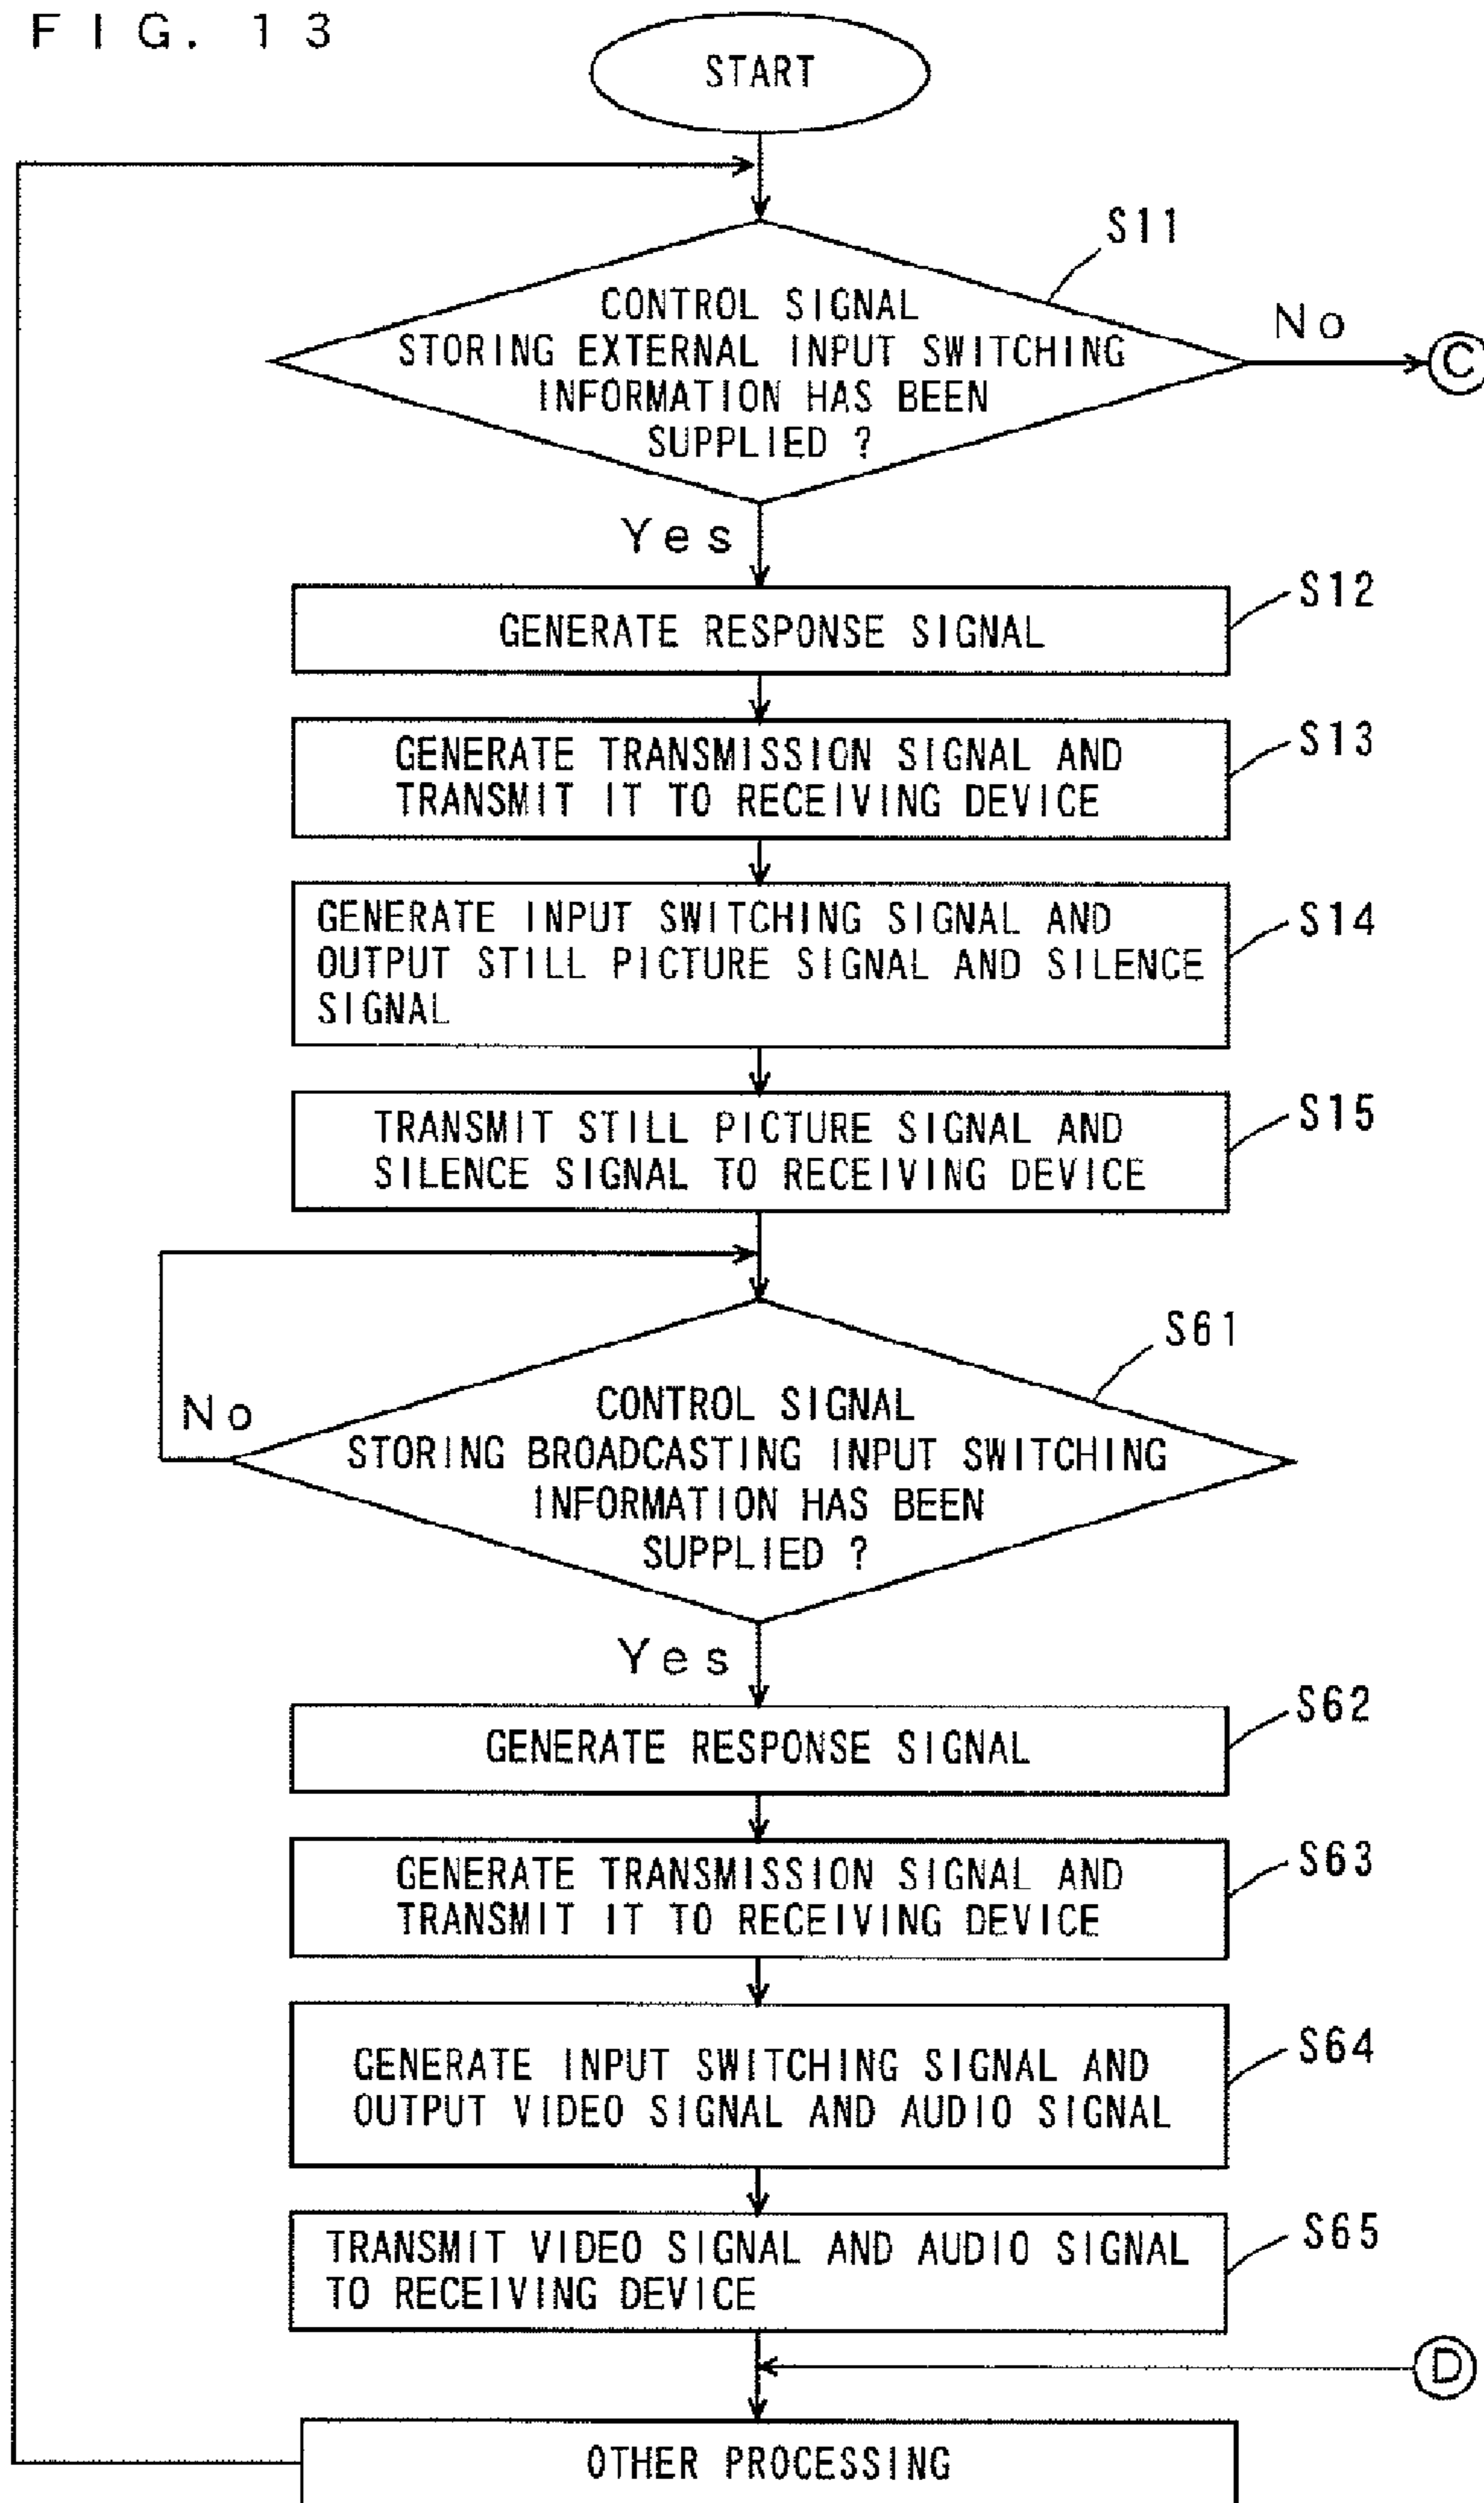 FIG. 13
START
S11
CONTROL SIGNAL
STORING EXTERNAL INPUT SWITCHING
INFORMATION HAS BEEN
SUPPLIED ?
No
C
Yes
S12
GENERATE RESPONSE SIGNAL
S13
GENERATE TRANSMISSION SIGNAL AND
TRANSMIT IT TO RECEIVING DEVICE
S14
GENERATE INPUT SWITCHING SIGNAL AND
OUTPUT STILL PICTURE SIGNAL AND SILENCE
SIGNAL
S15
TRANSMIT STILL PICTURE SIGNAL AND
SILENCE SIGNAL TO RECEIVING DEVICE
S61
No
CONTROL SIGNAL
STORING BROADCASTING INPUT SWITCHING
INFORMATION HAS BEEN
SUPPLIED ?
Yes
S62
GENERATE RESPONSE SIGNAL
S63
GENERATE TRANSMISSION SIGNAL AND
TRANSMIT IT TO RECEIVING DEVICE
S64
GENERATE INPUT SWITCHING SIGNAL AND
OUTPUT VIDEO SIGNAL AND AUDIO SIGNAL
S65
TRANSMIT VIDEO SIGNAL AND AUDIO SIGNAL
TO RECEIVING DEVICE
D
OTHER PROCESSING